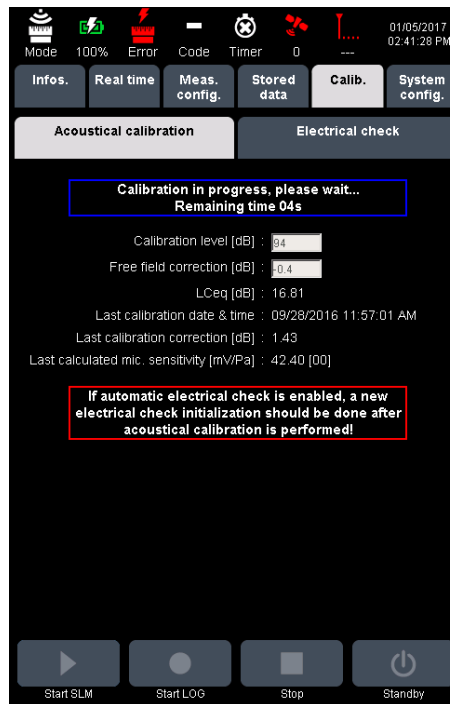 01/05/2017
02:41:28 PM
Mode 100% Error Code Timer 0 ---
Infos. Real time Meas. config. Stored data Calib. System config.
Acoustical calibration Electrical check
Calibration in progress, please wait...
Remaining time 04s
Calibration level [dB] : 94
Free field correction [dB] : -0.4
LCeq [dB] : 16.81
Last calibration date & time : 09/28/2016 11:57:01 AM
Last calibration correction [dB] : 1.43
Last calculated mic. sensitivity [mV/Pa] : 42.40 [00]
If automatic electrical check is enabled, a new
electrical check initialization should be done after
acoustical calibration is performed!
Start SLM Start LOG Stop Standby